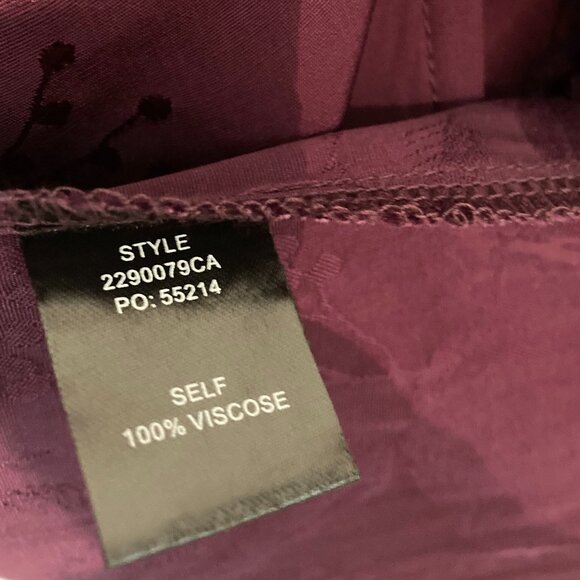 STYLE
2290079CA
PO: 55214
SELF
100% VISCOSE